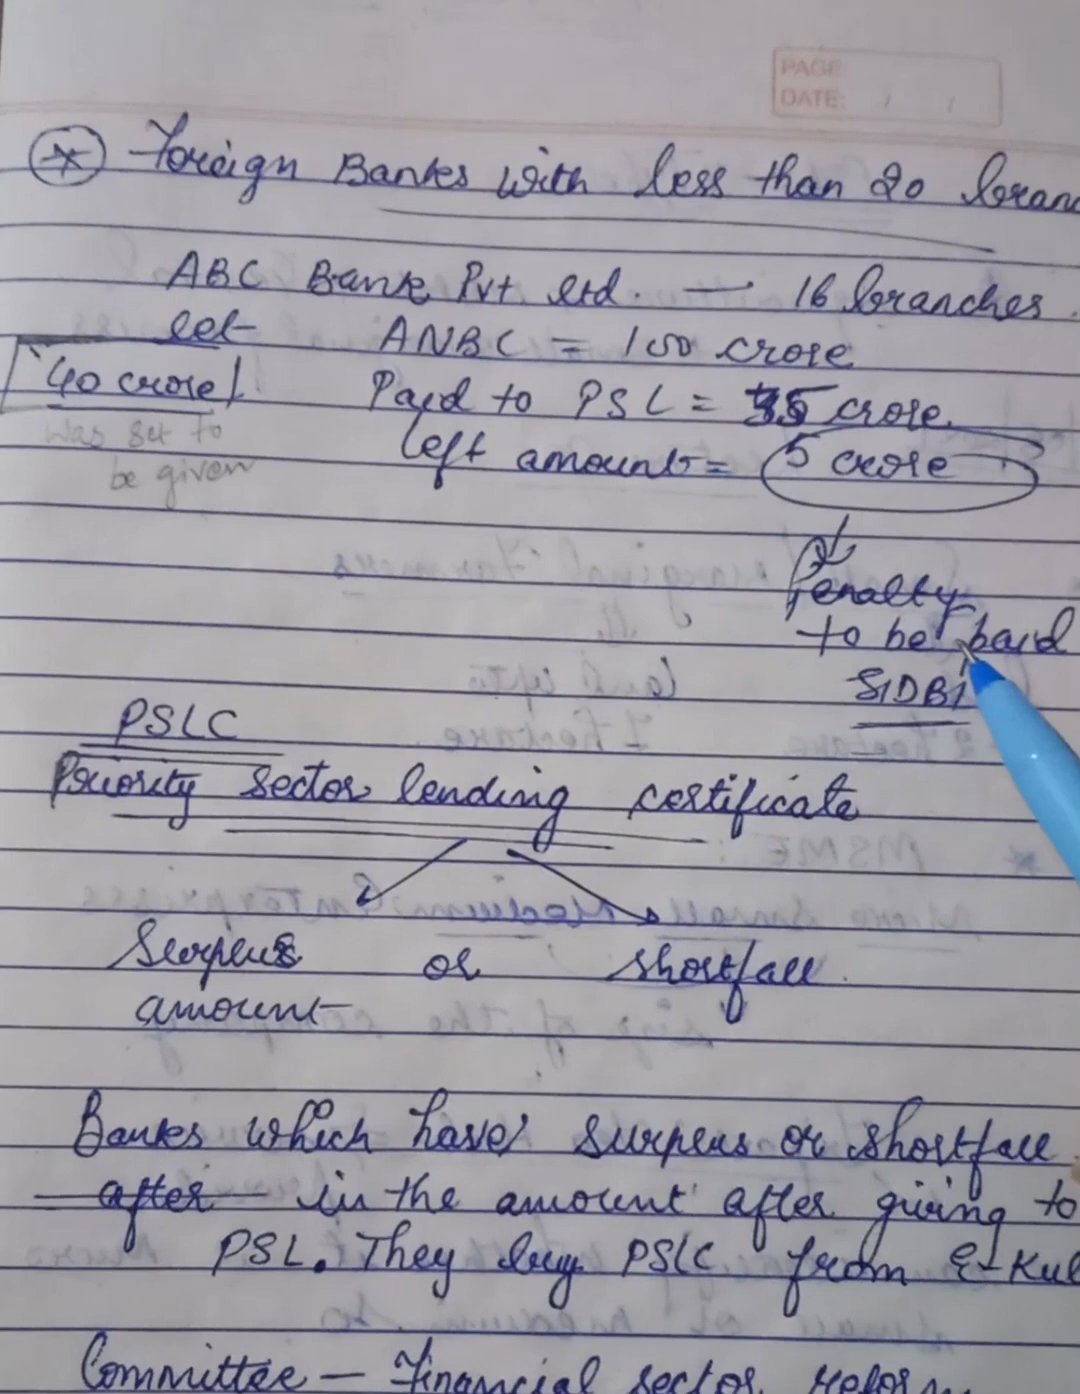 PAGE:
DATE: / /
* Foreign Banks with less than 20 bran
ABC Bank Pvt ltd. — 16 branches.
let ANBC = 100 crore
40 crore Paid to PSL = 35 crore
was set to
be given
left amount = 5 crore
Penalty
to be paid
SIDBI
PSLC
Priority sector lending certificate
Surplus or shortfall.
amount
Banks which have surplus or shortfall
after in the amount after giving to
PSL. They buy PSLC from E-Kub
Committee — Financial sector reform